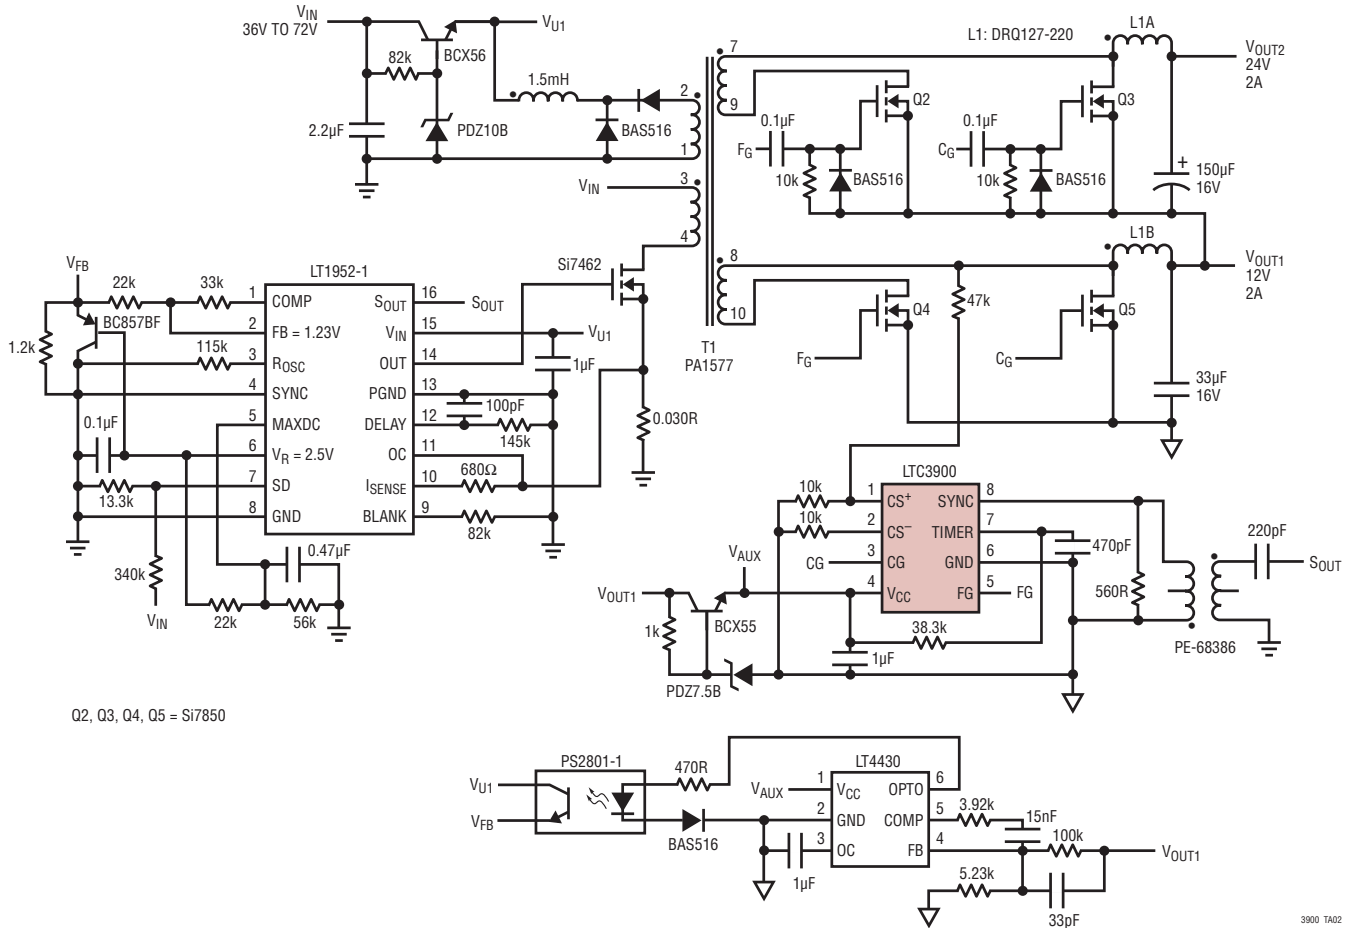 VIN
36V TO 72V
VU1
BCX56
82k
1.5mH
2.2µF
PDZ10B
BAS516
2
1
VIN
3
4
7
9
8
10
T1
PA1577
L1: DRQ127-220
L1A
VOUT2
24V
2A
Q2
Q3
0.1µF
FG
10k
BAS516
0.1µF
CG
10k
BAS516
+
150µF
16V
L1B
VOUT1
12V
2A
47k
Q4
Q5
FG
CG
33µF
16V
Si7462
0.030R
VFB
22k
33k
BC857BF
1.2k
115k
0.1µF
13.3k
340k
VIN
22k
56k
0.47µF
LT1952-1
1 COMP
2 FB = 1.23V
3 ROSC
4 SYNC
5 MAXDC
6 VR = 2.5V
7 SD
8 GND
SOUT 16 SOUT
VIN 15 VU1
OUT 14
PGND 13
DELAY 12
OC 11
ISENSE 10
BLANK 9
1µF
100pF
145k
680Ω
82k
LTC3900
10k
10k
1 CS+
2 CS−
CG 3 CG
4 VCC
SYNC 8
TIMER 7
GND 6
FG 5 FG
VAUX
VOUT1
1k
BCX55
PDZ7.5B
1µF
38.3k
470pF
560R
220pF
SOUT
PE-68386
Q2, Q3, Q4, Q5 = Si7850
PS2801-1
VU1
VFB
470R
BAS516
LT4430
VAUX 1 VCC
2 GND
3 OC
OPTO 6
COMP 5
FB 4
1µF
3.92k
15nF
100k
VOUT1
5.23k
33pF
3900 TA02